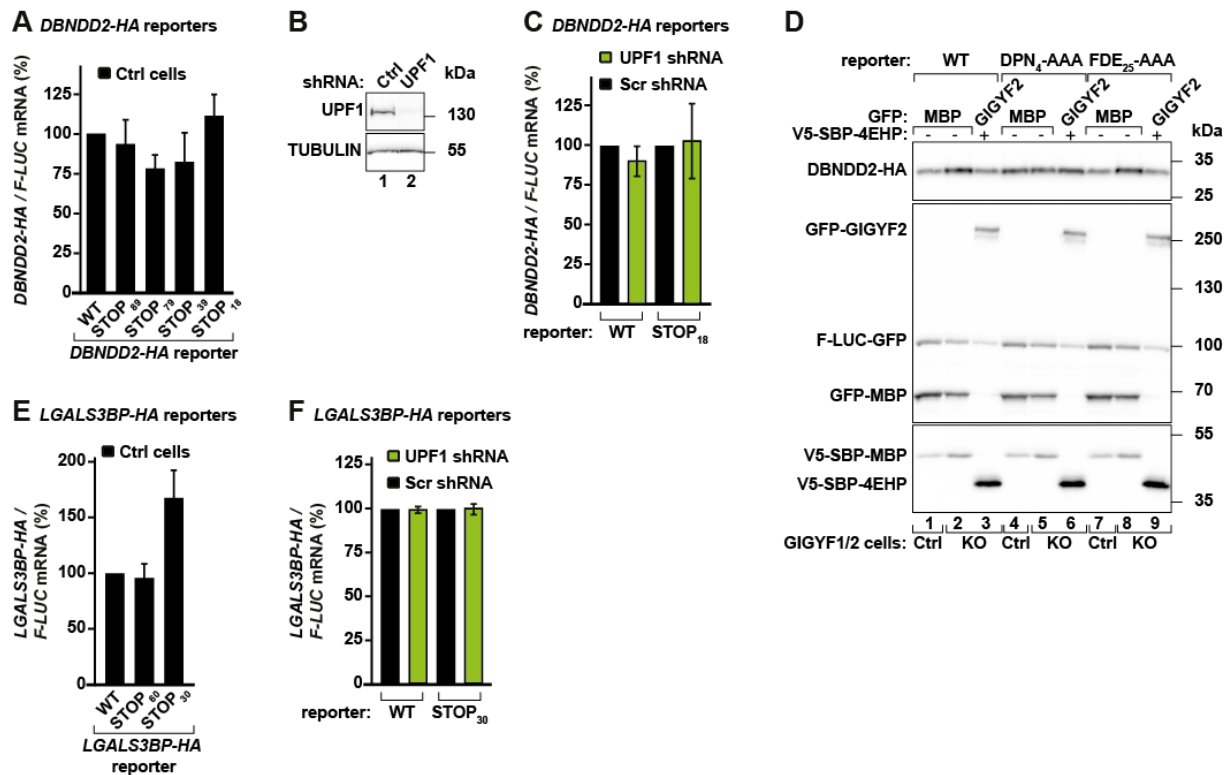 A DBNDD2-HA reporters
Ctrl cells
DBNDD2-HA / F-LUC mRNA (%)
125
100
75
50
25
0
WT
STOP89
STOP79
STOP39
STOP18
DBNDD2-HA reporter
B
shRNA: Ctrl UPF1 kDa
UPF1 130
TUBULIN 55
1 2
C DBNDD2-HA reporters
UPF1 shRNA
Scr shRNA
DBNDD2-HA / F-LUC mRNA (%)
125
100
75
50
25
0
reporter: WT STOP18
D
reporter: WT DPN4-AAA FDE25-AAA
GFP: MBP GIGYF2 MBP GIGYF2 MBP GIGYF2
V5-SBP-4EHP: - - + - - + - - + kDa
DBNDD2-HA 35
25
GFP-GIGYF2 250
130
F-LUC-GFP 100
GFP-MBP 70
55
V5-SBP-MBP
V5-SBP-4EHP 35
1 2 3 4 5 6 7 8 9
GIGYF1/2 cells: Ctrl KO Ctrl KO Ctrl KO
E LGALS3BP-HA reporters
Ctrl cells
LGALS3BP-HA /
F-LUC mRNA (%)
200
150
100
50
0
WT
STOP60
STOP30
LGALS3BP-HA
reporter
F LGALS3BP-HA reporters
UPF1 shRNA
Scr shRNA
LGALS3BP-HA /
F-LUC mRNA (%)
125
100
75
50
25
0
reporter: WT STOP30